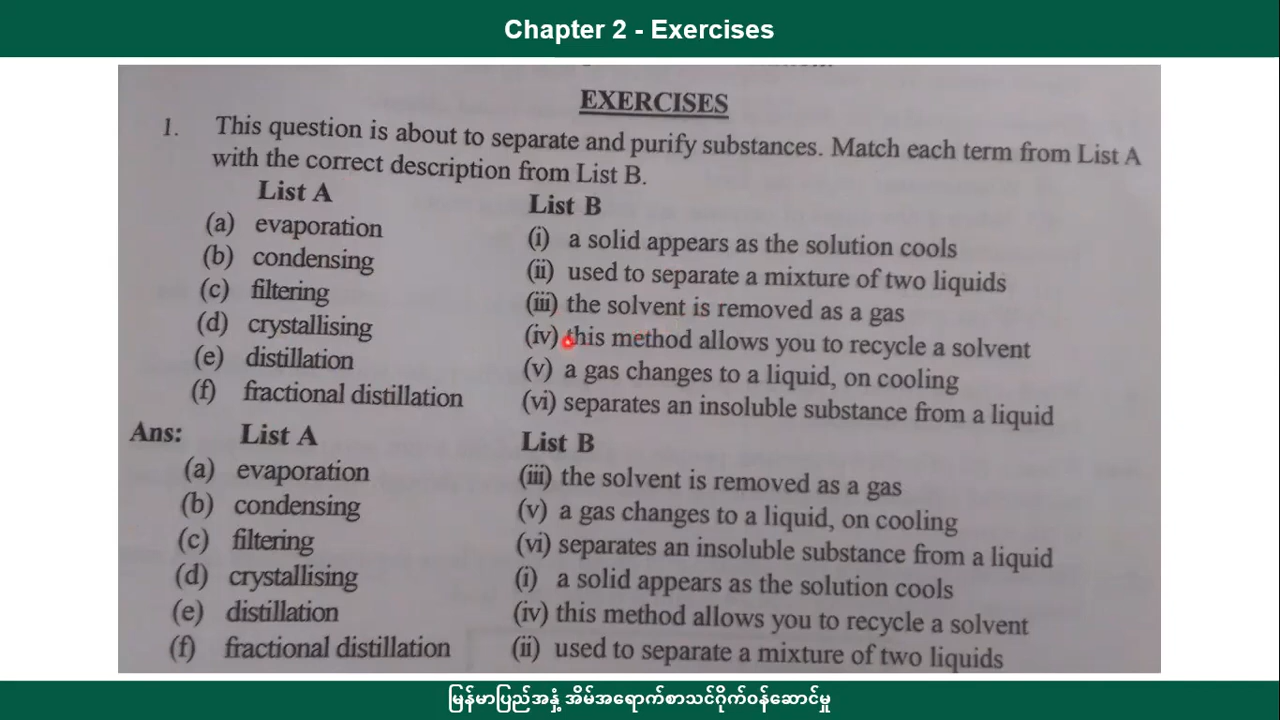 Chapter 2 - Exercises
EXERCISES
1. This question is about to separate and purify substances. Match each term from List A
with the correct description from List B.
List A List B
(a) evaporation (i) a solid appears as the solution cools
(b) condensing (ii) used to separate a mixture of two liquids
(c) filtering (iii) the solvent is removed as a gas
(d) crystallising (iv) this method allows you to recycle a solvent
(e) distillation (v) a gas changes to a liquid, on cooling
(f) fractional distillation (vi) separates an insoluble substance from a liquid
Ans: List A List B
(a) evaporation (iii) the solvent is removed as a gas
(b) condensing (v) a gas changes to a liquid, on cooling
(c) filtering (vi) separates an insoluble substance from a liquid
(d) crystallising (i) a solid appears as the solution cools
(e) distillation (iv) this method allows you to recycle a solvent
(f) fractional distillation (ii) used to separate a mixture of two liquids
မြန်မာပြည်အနှံ့ အိမ်အရောက်စာသင်ဂိုက်ဝန်ဆောင်မှု